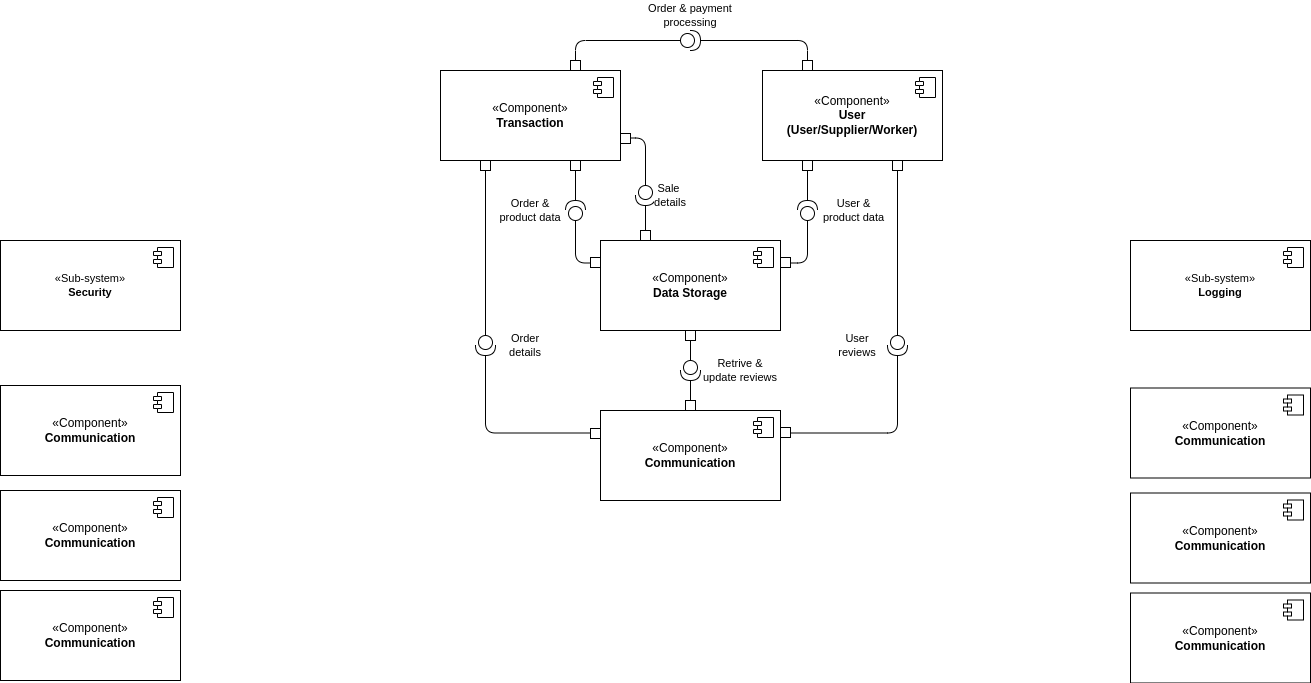 Order & payment
processing
«Component»
Transaction
«Component»
User
(User/Supplier/Worker)
Sale
details
Order &
product data
User &
product data
«Sub-system»
Security
«Component»
Data Storage
«Sub-system»
Logging
Order
details
User
reviews
Retrive &
update reviews
«Component»
Communication
«Component»
Communication
«Component»
Communication
«Component»
Communication
«Component»
Communication
«Component»
Communication
«Component»
Communication